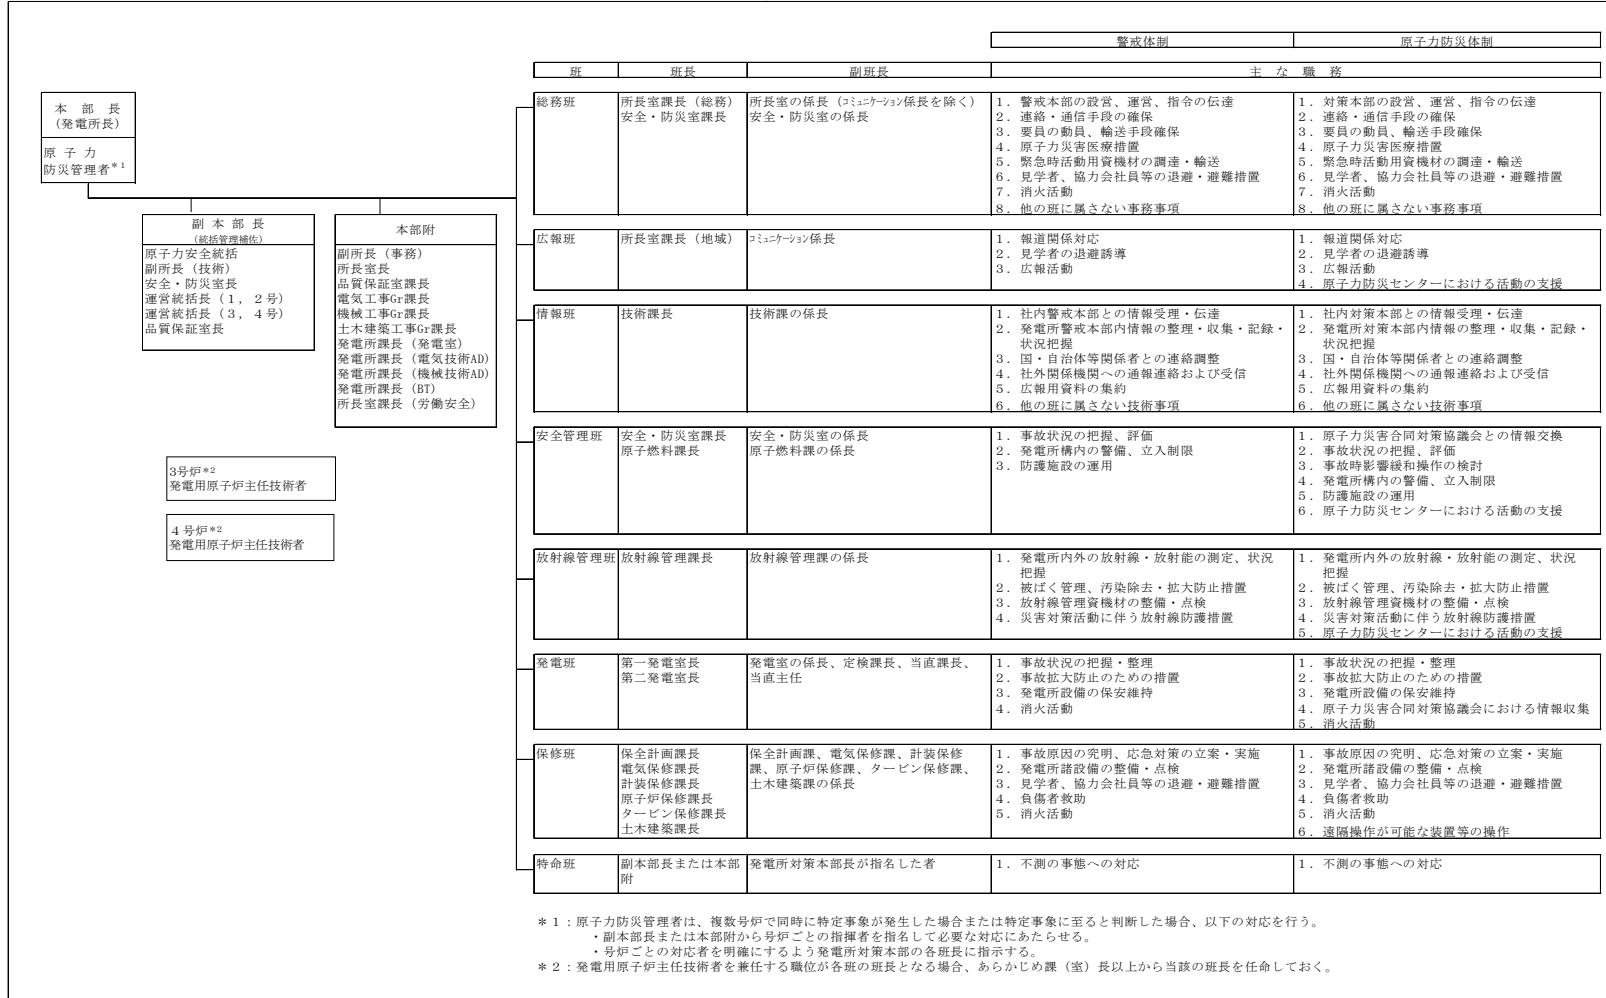 警戒体制
原子力防災体制
班
班長
副班長
主 な 職 務
本 部 長
(発電所長)
原 子 力
防災管理者*1
副 本 部 長
(統括管理補佐)
原子力安全統括
副所長（技術）
安全・防災室長
運営統括長（１，２号）
運営統括長（３，４号）
品質保証室長
本部附
副所長（事務）
所長室長
品質保証室課長
電気工事Gr課長
機械工事Gr課長
土木建築工事Gr課長
発電所課長（発電室）
発電所課長（電気技術AD）
発電所課長（機械技術AD）
発電所課長（BT）
所長室課長（労働安全）
3号炉*2
発電用原子炉主任技術者
４号炉*2
発電用原子炉主任技術者
総務班
所長室課長（総務）
安全・防災室課長
所長室の係長（ｺﾐｭﾆｹｰｼｮﾝ係長を除く）
安全・防災室の係長
１．警戒本部の設営、運営、指令の伝達
２．連絡・通信手段の確保
３．要員の動員、輸送手段確保
４．原子力災害医療措置
５．緊急時活動用資機材の調達・輸送
６．見学者、協力会社員等の退避・避難措置
７．消火活動
８．他の班に属さない事務事項
１．対策本部の設営、運営、指令の伝達
２．連絡・通信手段の確保
３．要員の動員、輸送手段確保
４．原子力災害医療措置
５．緊急時活動用資機材の調達・輸送
６．見学者、協力会社員等の退避・避難措置
７．消火活動
８．他の班に属さない事務事項
広報班
所長室課長（地域）
ｺﾐｭﾆｹｰｼｮﾝ係長
１．報道関係対応
２．見学者の退避誘導
３．広報活動
１．報道関係対応
２．見学者の退避誘導
３．広報活動
４．原子力防災センターにおける活動の支援
情報班
技術課長
技術課の係長
１．社内警戒本部との情報受理・伝達
２．発電所警戒本部内情報の整理・収集・記録・
状況把握
３．国・自治体等関係者との連絡調整
４．社外関係機関への通報連絡および受信
５．広報用資料の集約
６．他の班に属さない技術事項
１．社内対策本部との情報受理・伝達
２．発電所対策本部内情報の整理・収集・記録・
状況把握
３．国・自治体等関係者との連絡調整
４．社外関係機関への通報連絡および受信
５．広報用資料の集約
６．他の班に属さない技術事項
安全管理班
安全・防災室課長
原子燃料課長
安全・防災室の係長
原子燃料課の係長
１．事故状況の把握、評価
２．発電所構内の警備、立入制限
３．防護施設の運用
１．原子力災害合同対策協議会との情報交換
２．事故状況の把握、評価
３．事故時影響緩和操作の検討
４．発電所構内の警備、立入制限
５．防護施設の運用
６．原子力防災センターにおける活動の支援
放射線管理班
放射線管理課長
放射線管理課の係長
１．発電所内外の放射線・放射能の測定、状況
把握
２．被ばく管理、汚染除去・拡大防止措置
３．放射線管理資機材の整備・点検
４．災害対策活動に伴う放射線防護措置
１．発電所内外の放射線・放射能の測定、状況
把握
２．被ばく管理、汚染除去・拡大防止措置
３．放射線管理資機材の整備・点検
４．災害対策活動に伴う放射線防護措置
５．原子力防災センターにおける活動の支援
発電班
第一発電室長
第二発電室長
発電室の係長、定検課長、当直課長、
当直主任
１．事故状況の把握・整理
２．事故拡大防止のための措置
３．発電所設備の保安維持
４．消火活動
１．事故状況の把握・整理
２．事故拡大防止のための措置
３．発電所設備の保安維持
４．原子力災害合同対策協議会における情報収集
５．消火活動
保修班
保全計画課長
電気保修課長
計装保修課長
原子炉保修課長
タービン保修課長
土木建築課長
保全計画課、電気保修課、計装保修
課、原子炉保修課、タービン保修課、
土木建築課の係長
１．事故原因の究明、応急対策の立案・実施
２．発電所諸設備の整備・点検
３．見学者、協力会社員等の退避・避難措置
４．負傷者救助
５．消火活動
１．事故原因の究明、応急対策の立案・実施
２．発電所諸設備の整備・点検
３．見学者、協力会社員等の退避・避難措置
４．負傷者救助
５．消火活動
６．遠隔操作が可能な装置等の操作
特命班
副本部長または本部
附
発電所対策本部長が指名した者
１．不測の事態への対応
１．不測の事態への対応
＊１：原子力防災管理者は、複数号炉で同時に特定事象が発生した場合または特定事象に至ると判断した場合、以下の対応を行う。
・副本部長または本部附から号炉ごとの指揮者を指名して必要な対応にあたらせる。
・号炉ごとの対応者を明確にするよう発電所対策本部の各班長に指示する。
＊２：発電用原子炉主任技術者を兼任する職位が各班の班長となる場合、あらかじめ課（室）長以上から当該の班長を任命しておく。